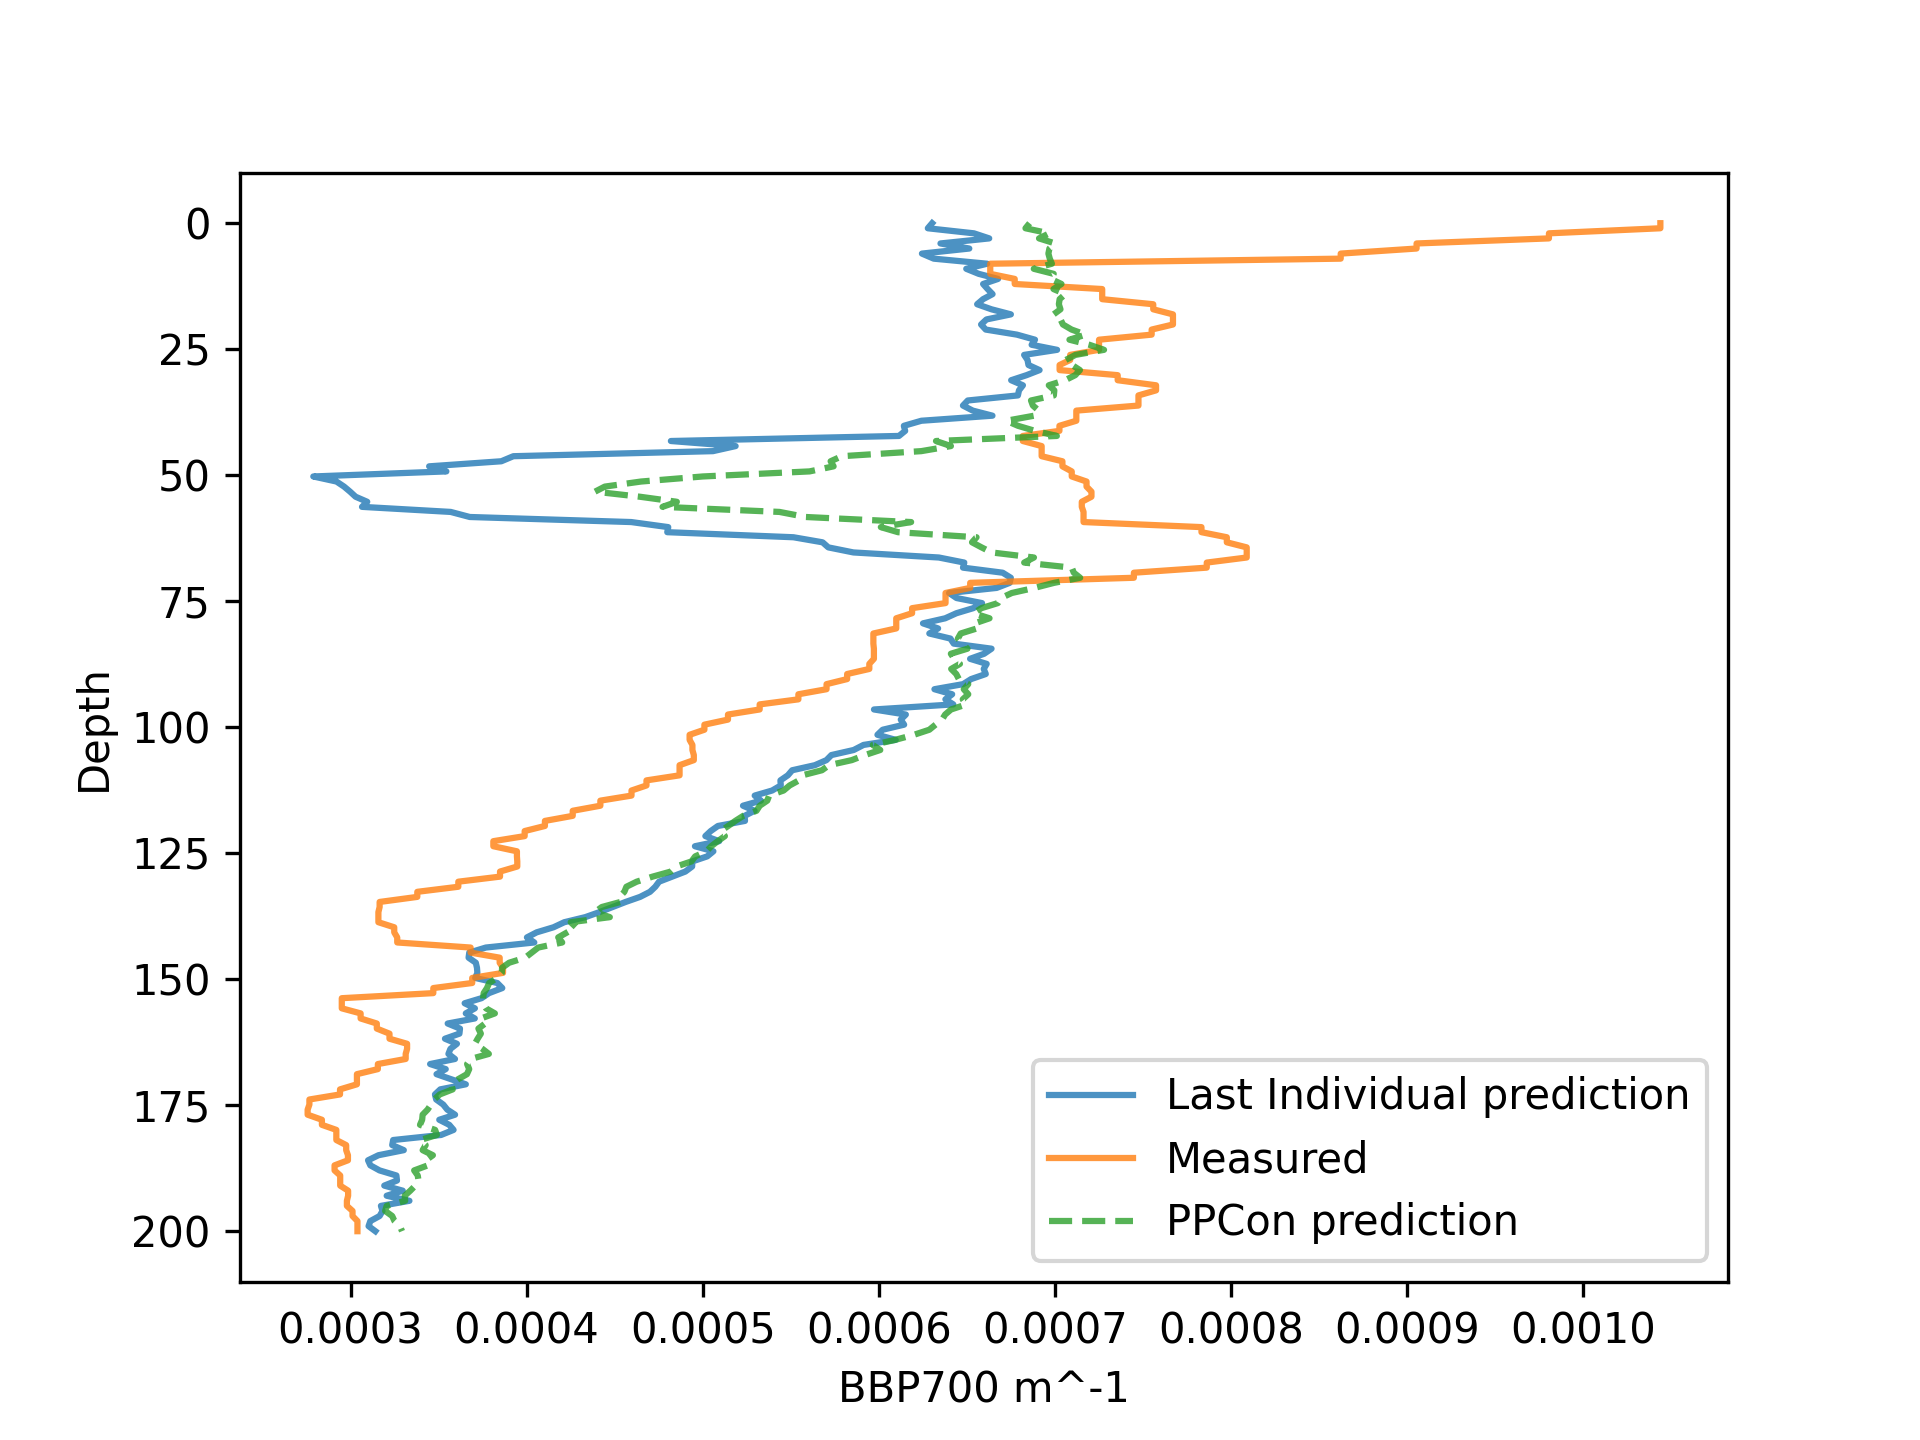 0
25
50
75
100
125
150
175
200
Depth
0.0003 0.0004 0.0005 0.0006 0.0007 0.0008 0.0009 0.0010
BBP700 m^-1
Last Individual prediction
Measured
PPCon prediction